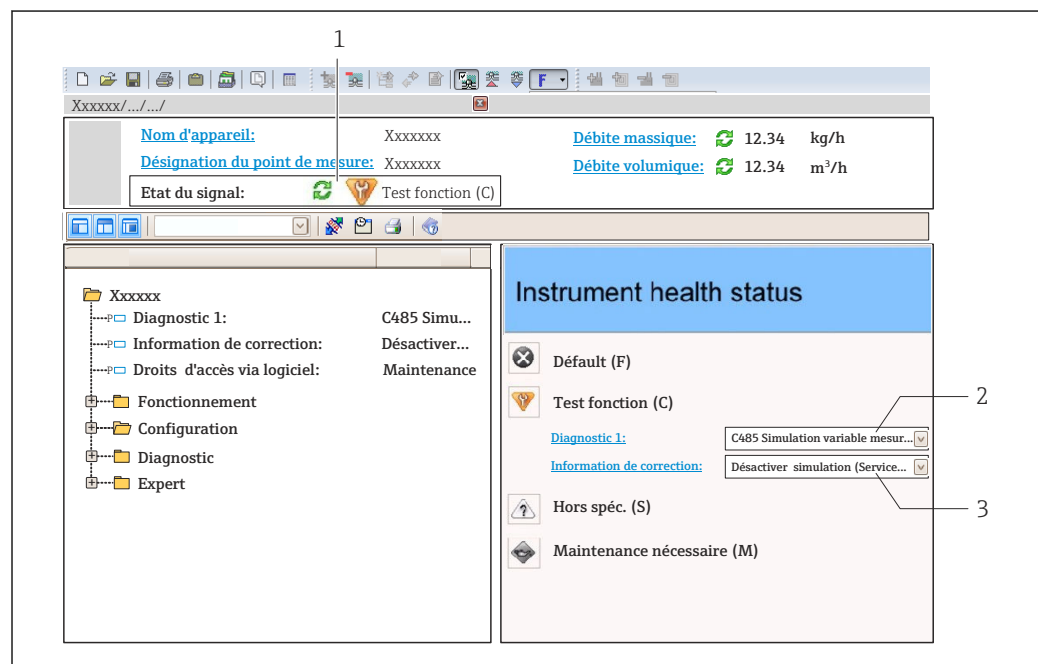 1
F
Xxxxxx/.../.../
Nom d'appareil: Xxxxxxx Débite massique: 12.34 kg/h
Désignation du point de mesure: Xxxxxxx Débite volumique: 12.34 m³/h
Etat du signal: Test fonction (C)
Xxxxxx
P Diagnostic 1: C485 Simu...
P Information de correction: Désactiver...
P Droits d'accès via logiciel: Maintenance
Fonctionnement
Configuration
Diagnostic
Expert
Instrument health status
Défault (F)
Test fonction (C)
2
Diagnostic 1: C485 Simulation variable mesur...
Information de correction: Désactiver simulation (Service...
Hors spéc. (S)
3
Maintenance nécessaire (M)